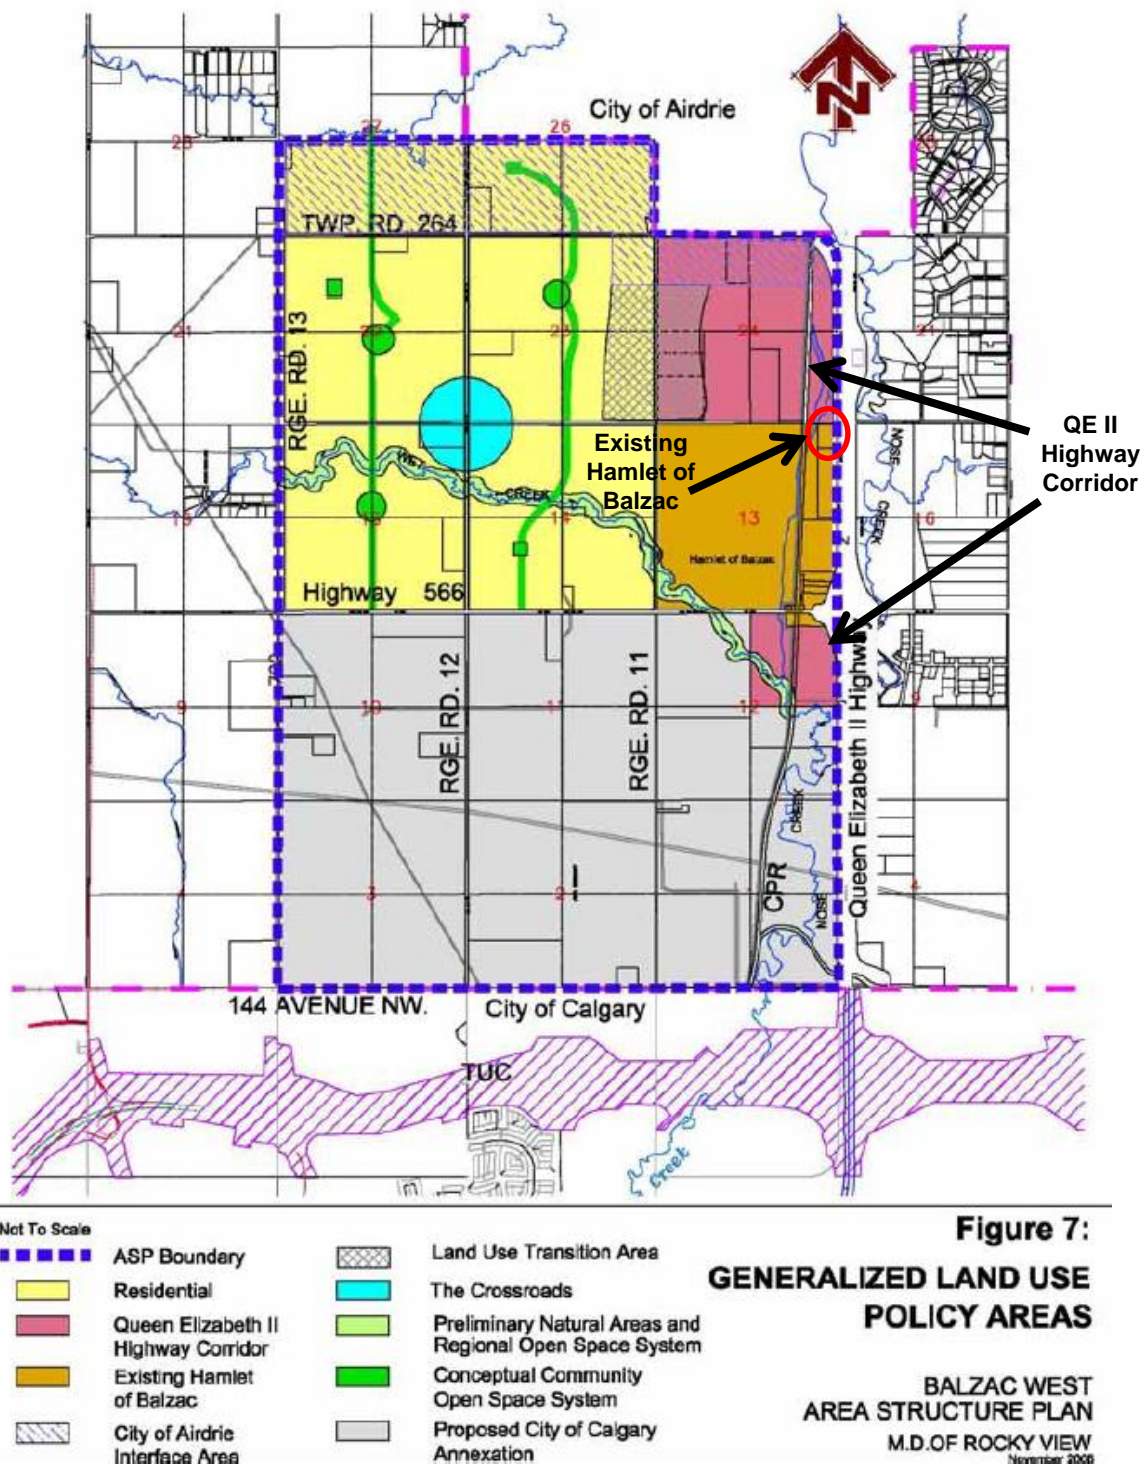 City of Airdrie
N
27
26
TWP. RD. 264
RGE. RD. 13
21
22
23
24
21
Existing
Hamlet of
Balzac
QE II
Highway
Corridor
WEST
CREEK
NOSE
CREEK
15
14
13
16
Hamlet of Balzac
Highway 566
RGE. RD. 12
RGE. RD. 11
9
10
11
12
9
Queen Elizabeth II Highway
CREEK
CPR
NOSE
3
2
4
144 AVENUE NW.
City of Calgary
TUC
Creek
Not To Scale
ASP Boundary
Residential
Queen Elizabeth II
Highway Corridor
Existing Hamlet
of Balzac
City of Airdrie
Interface Area
Land Use Transition Area
The Crossroads
Preliminary Natural Areas and
Regional Open Space System
Conceptual Community
Open Space System
Proposed City of Calgary
Annexation
Figure 7:
GENERALIZED LAND USE
POLICY AREAS
BALZAC WEST
AREA STRUCTURE PLAN
M.D.OF ROCKY VIEW